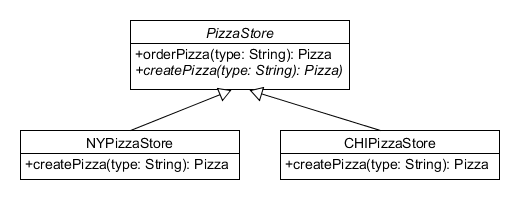 PizzaStore
+orderPizza(type: String): Pizza
+createPizza(type: String): Pizza)
NYPizzaStore
+createPizza(type: String): Pizza
CHIPizzaStore
+createPizza(type: String): Pizza